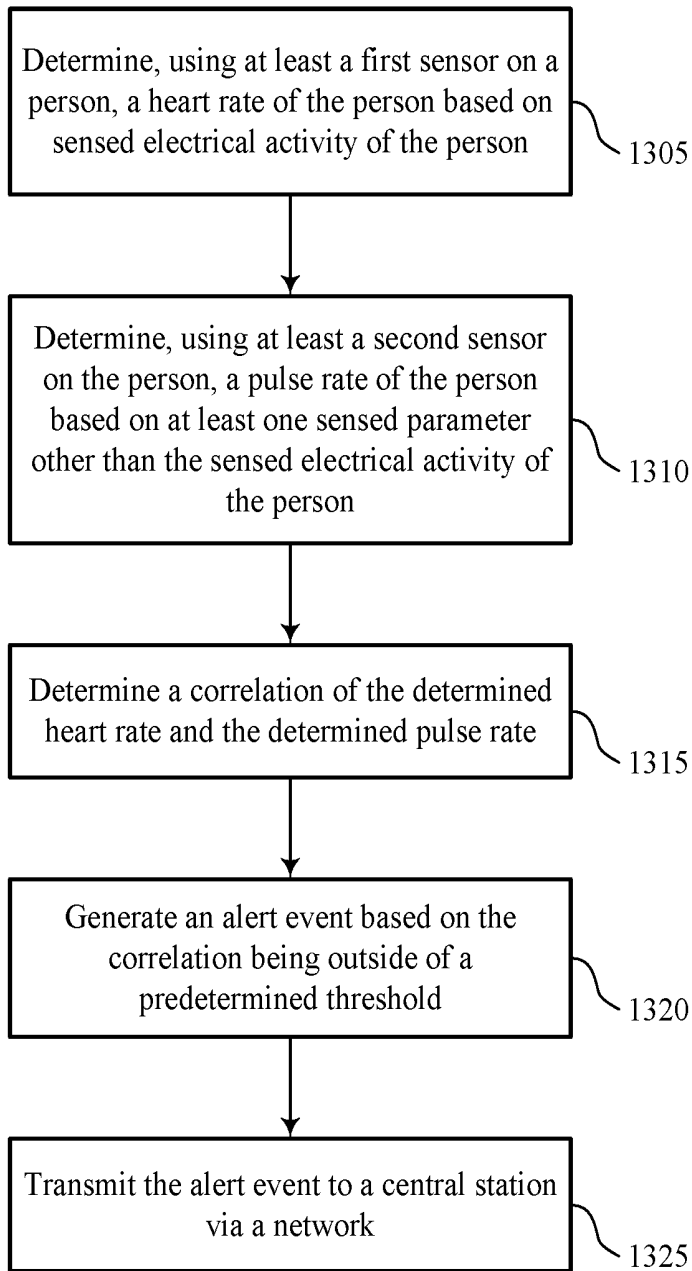 Determine, using at least a first sensor on a
person, a heart rate of the person based on
sensed electrical activity of the person
1305
Determine, using at least a second sensor
on the person, a pulse rate of the person
based on at least one sensed parameter
other than the sensed electrical activity of
the person
1310
Determine a correlation of the determined
heart rate and the determined pulse rate
1315
Generate an alert event based on the
correlation being outside of a
predetermined threshold
1320
Transmit the alert event to a central station
via a network
1325